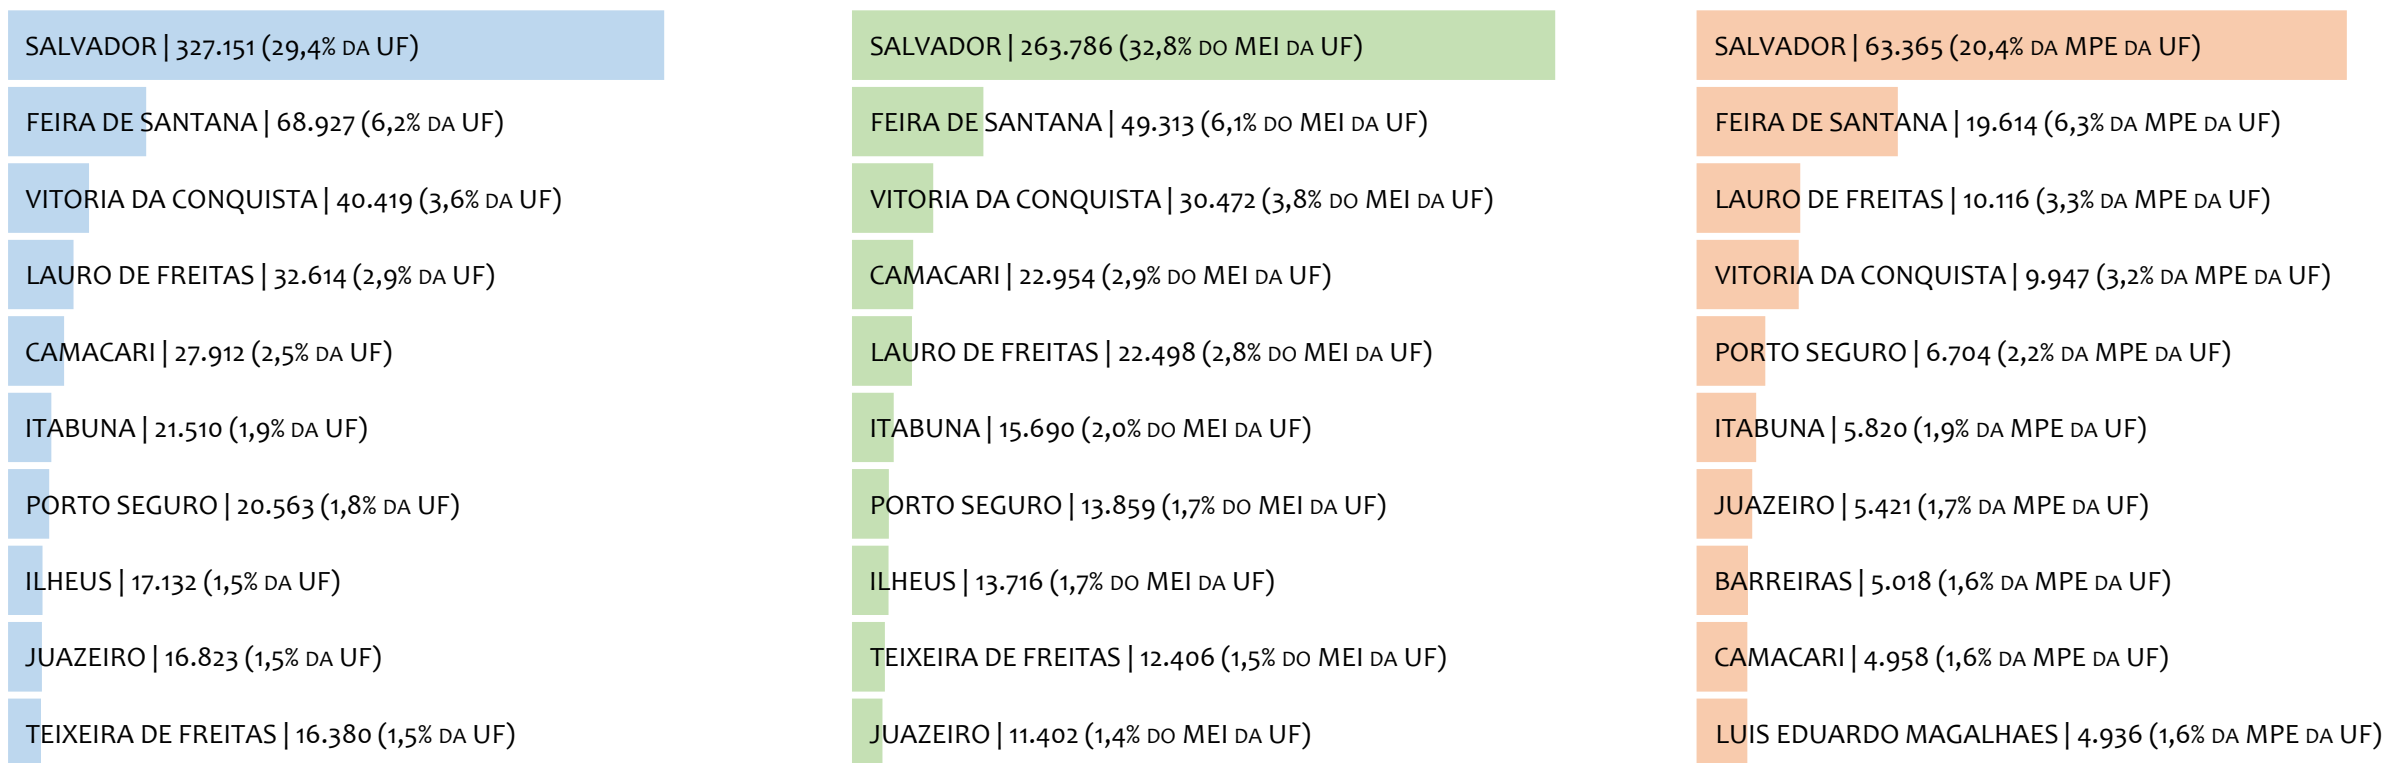 SALVADOR | 327.151 (29,4% DA UF)
FEIRA DE SANTANA | 68.927 (6,2% DA UF)
VITORIA DA CONQUISTA | 40.419 (3,6% DA UF)
LAURO DE FREITAS | 32.614 (2,9% DA UF)
CAMACARI | 27.912 (2,5% DA UF)
ITABUNA | 21.510 (1,9% DA UF)
PORTO SEGURO | 20.563 (1,8% DA UF)
ILHEUS | 17.132 (1,5% DA UF)
JUAZEIRO | 16.823 (1,5% DA UF)
TEIXEIRA DE FREITAS | 16.380 (1,5% DA UF)
SALVADOR | 263.786 (32,8% DO MEI DA UF)
FEIRA DE SANTANA | 49.313 (6,1% DO MEI DA UF)
VITORIA DA CONQUISTA | 30.472 (3,8% DO MEI DA UF)
CAMACARI | 22.954 (2,9% DO MEI DA UF)
LAURO DE FREITAS | 22.498 (2,8% DO MEI DA UF)
ITABUNA | 15.690 (2,0% DO MEI DA UF)
PORTO SEGURO | 13.859 (1,7% DO MEI DA UF)
ILHEUS | 13.716 (1,7% DO MEI DA UF)
TEIXEIRA DE FREITAS | 12.406 (1,5% DO MEI DA UF)
JUAZEIRO | 11.402 (1,4% DO MEI DA UF)
SALVADOR | 63.365 (20,4% DA MPE DA UF)
FEIRA DE SANTANA | 19.614 (6,3% DA MPE DA UF)
LAURO DE FREITAS | 10.116 (3,3% DA MPE DA UF)
VITORIA DA CONQUISTA | 9.947 (3,2% DA MPE DA UF)
PORTO SEGURO | 6.704 (2,2% DA MPE DA UF)
ITABUNA | 5.820 (1,9% DA MPE DA UF)
JUAZEIRO | 5.421 (1,7% DA MPE DA UF)
BARREIRAS | 5.018 (1,6% DA MPE DA UF)
CAMACARI | 4.958 (1,6% DA MPE DA UF)
LUIS EDUARDO MAGALHAES | 4.936 (1,6% DA MPE DA UF)